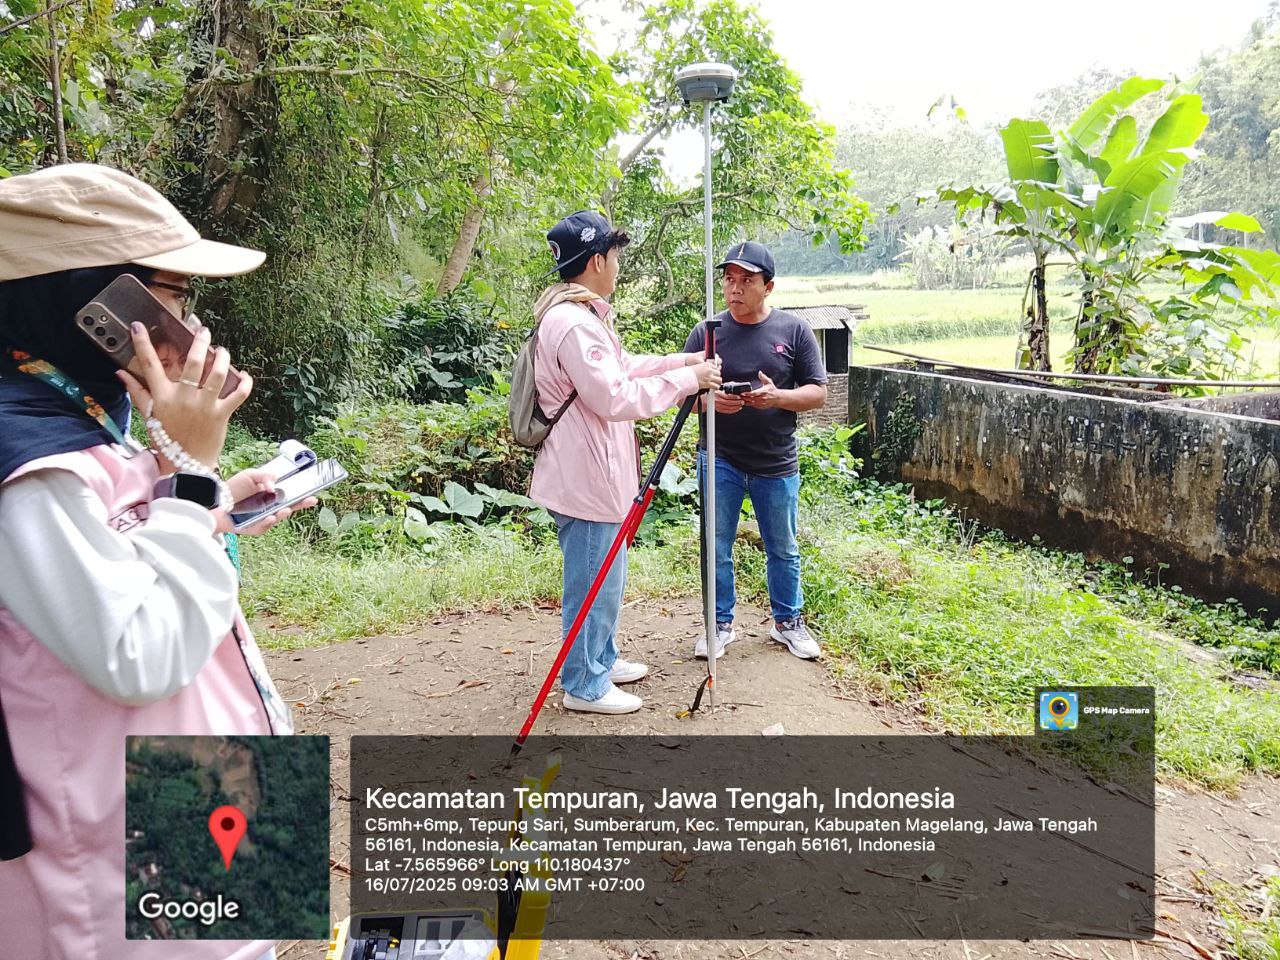 GPS Map Camera
Kecamatan Tempuran, Jawa Tengah, Indonesia
C5mh+6mp, Tepung Sari, Sumberarum, Kec. Tempuran, Kabupaten Magelang, Jawa Tengah
56161, Indonesia, Kecamatan Tempuran, Jawa Tengah 56161, Indonesia
Lat -7.565966° Long 110.180437°
16/07/2025 09:03 AM GMT +07:00
Google